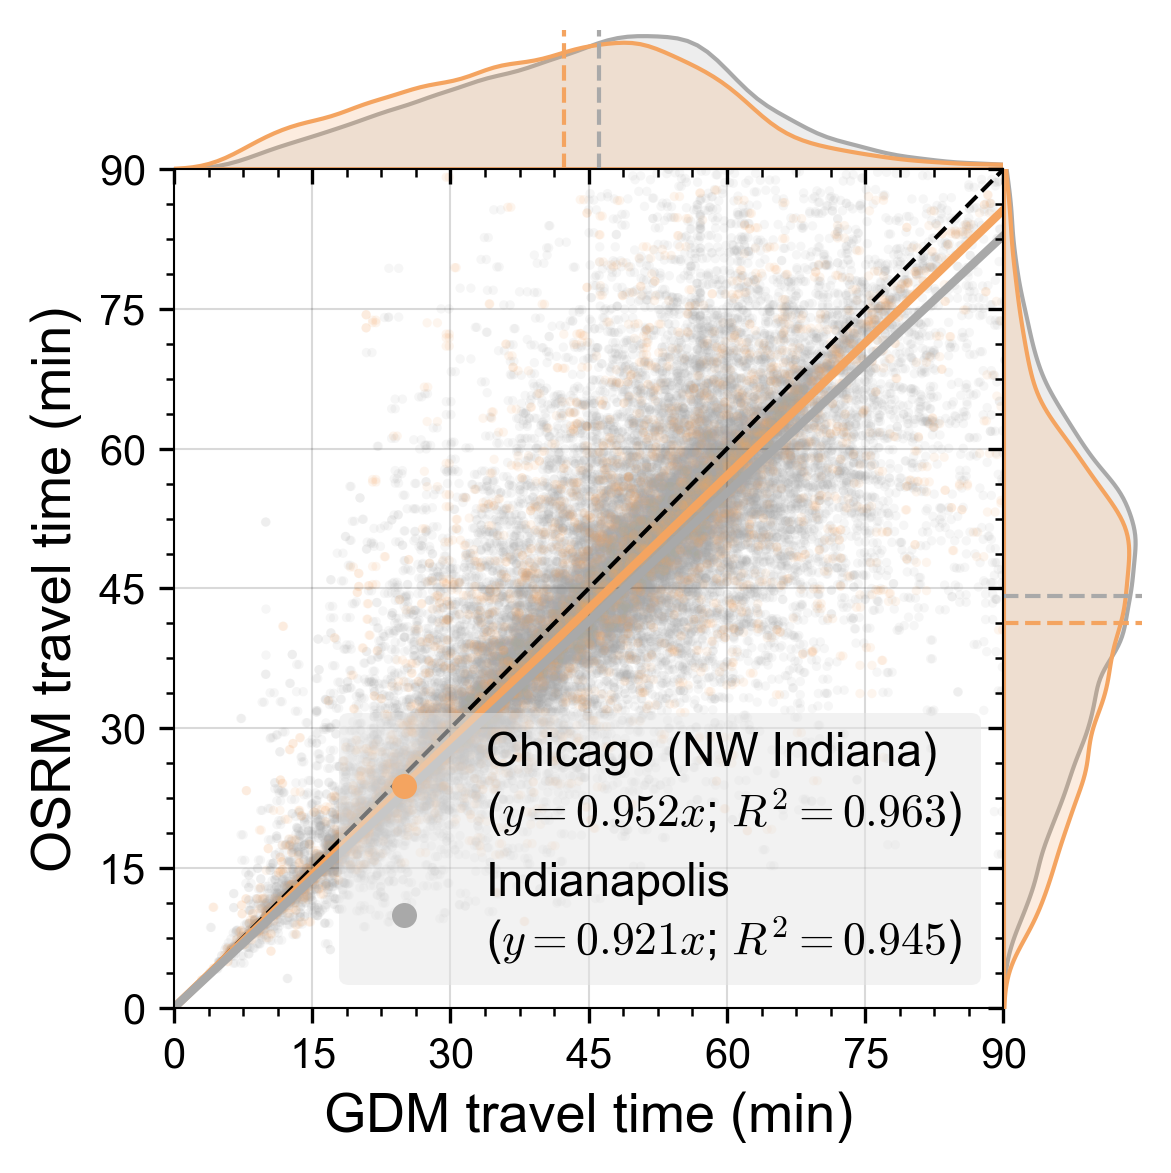 90
75
60
45
30
15
0
OSRM travel time (min)
Chicago (NW Indiana)
(y = 0.952x; R² = 0.963)
Indianapolis
(y = 0.921x; R² = 0.945)
0 15 30 45 60 75 90
GDM travel time (min)